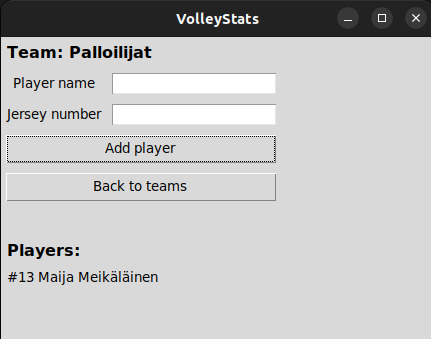 VolleyStats
Team: Palloilijat
Player name
Jersey number
Add player
Back to teams
Players:
#13 Maija Meikäläinen